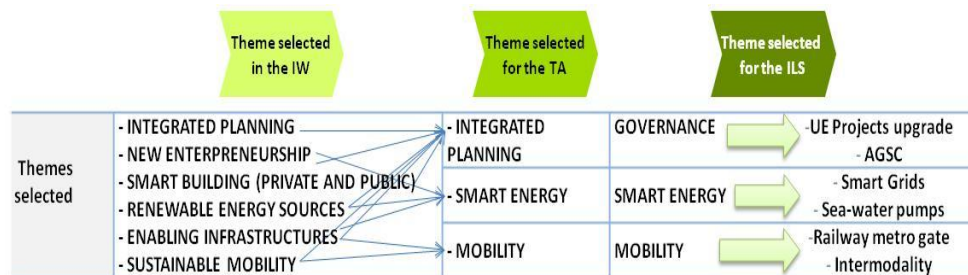 Theme selected
in the IW
Theme selected
for the TA
Theme selected
for the ILS
Themes
selected
- INTEGRATED PLANNING
- NEW ENTERPRENEURSHIP
- SMART BUILDING (PRIVATE AND PUBLIC)
- RENEWABLE ENERGY SOURCES
- ENABLING INFRASTRUCTURES
- SUSTAINABLE MOBILITY
- INTEGRATED
PLANNING
- SMART ENERGY
- MOBILITY
GOVERNANCE
-UE Projects upgrade
- AGSC
SMART ENERGY
- Smart Grids
- Sea-water pumps
MOBILITY
-Railway metro gate
- Intermodality